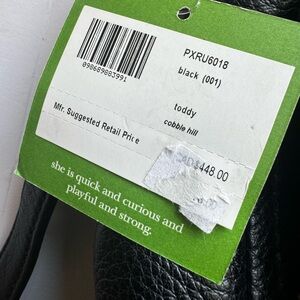 PXRU6018
black (001)
098689883991
toddy
cobble hill
Mfr. Suggested Retail Price
$448.00
she is quick and curious and
playful and strong.